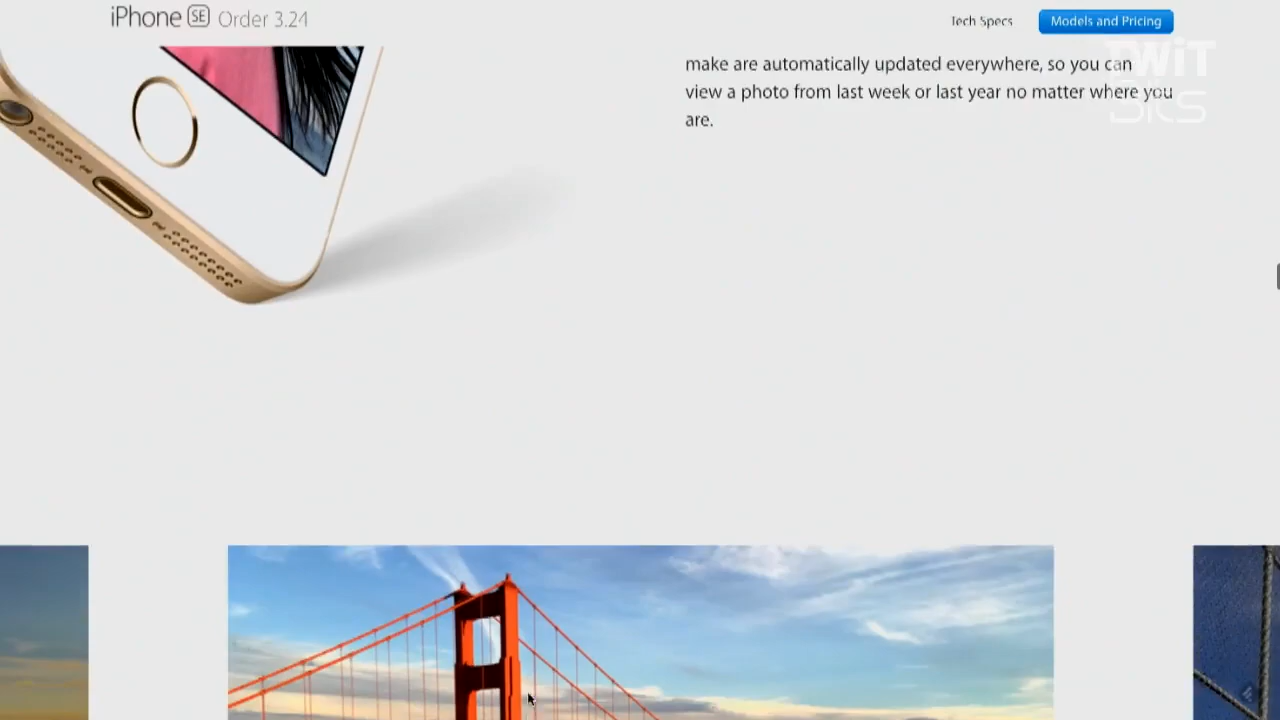 iPhone SE Order 3.24
Tech Specs
Models and Pricing
TWiT
Bits
make are automatically updated everywhere, so you can
view a photo from last week or last year no matter where you
are.